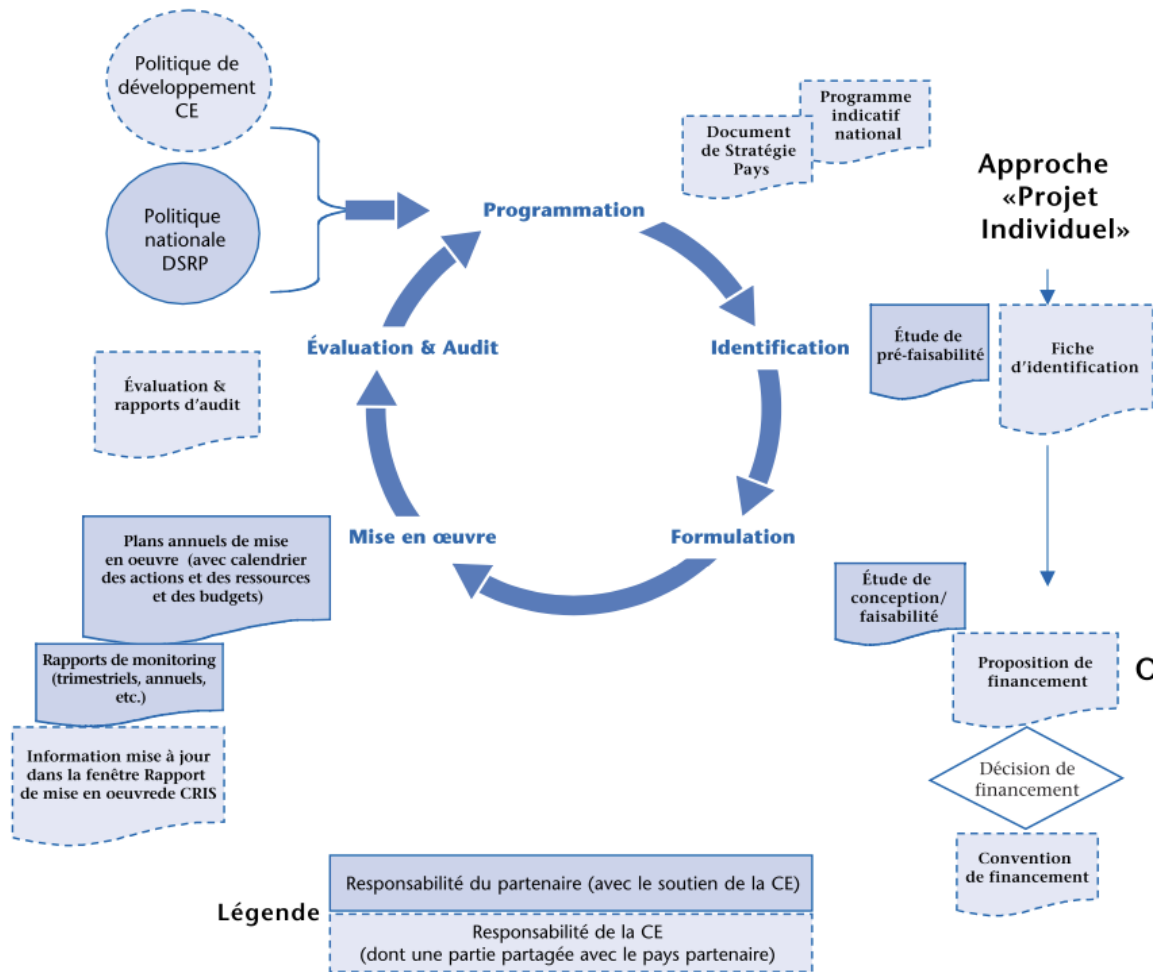 Politique de
développement
CE
Politique
nationale
DSRP
Programme
indicatif
national
Document
de Stratégie
Pays
Approche
«Projet
Individuel»
Programmation
Évaluation & Audit
Identification
Étude de
pré-faisabilité
Fiche
d'identification
Évaluation &
rapports d'audit
Mise en œuvre
Formulation
Plans annuels de mise
en oeuvre (avec calendrier
des actions et des ressources
et des budgets)
Étude de
conception/
faisabilité
Rapports de monitoring
(trimestriels, annuels,
etc.)
Proposition de
financement
Information mise à jour
dans la fenêtre Rapport
de mise en oeuvrede CRIS
Décision de
financement
Convention
de financement
Légende
Responsabilité du partenaire (avec le soutien de la CE)
Responsabilité de la CE
(dont une partie partagée avec le pays partenaire)